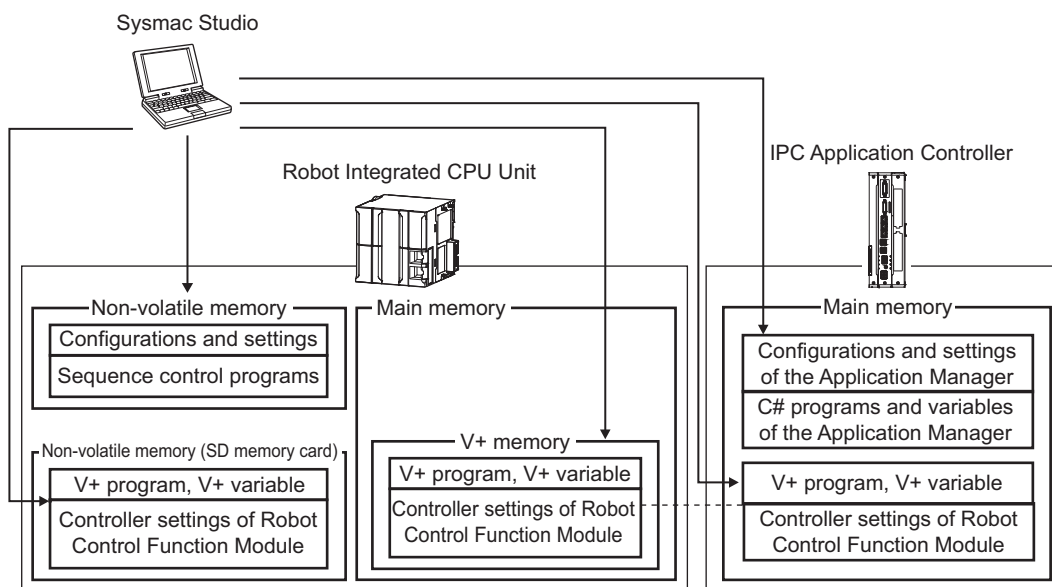 Sysmac Studio
Robot Integrated CPU Unit
IPC Application Controller
Non-volatile memory
Configurations and settings
Sequence control programs
Non-volatile memory (SD memory card)
V+ program, V+ variable
Controller settings of Robot
Control Function Module
Main memory
V+ memory
V+ program, V+ variable
Controller settings of Robot
Control Function Module
Main memory
Configurations and settings
of the Application Manager
C# programs and variables
of the Application Manager
V+ program, V+ variable
Controller settings of Robot
Control Function Module